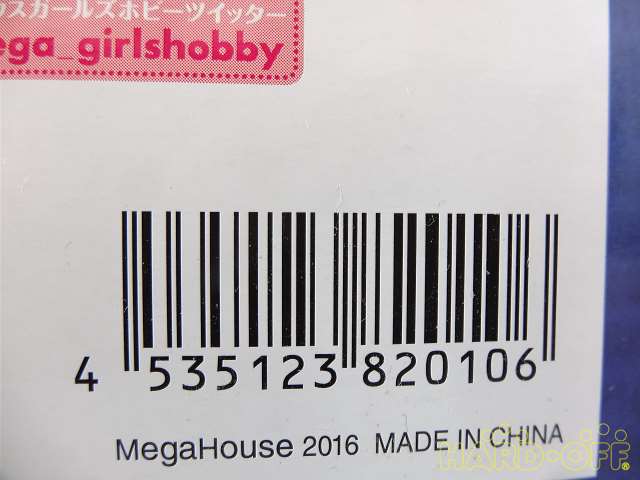 スガールズホビーツイッター
ega_girlshobby
4 535123 820106
MegaHouse 2016 MADE IN CHINA
HARD-OFF